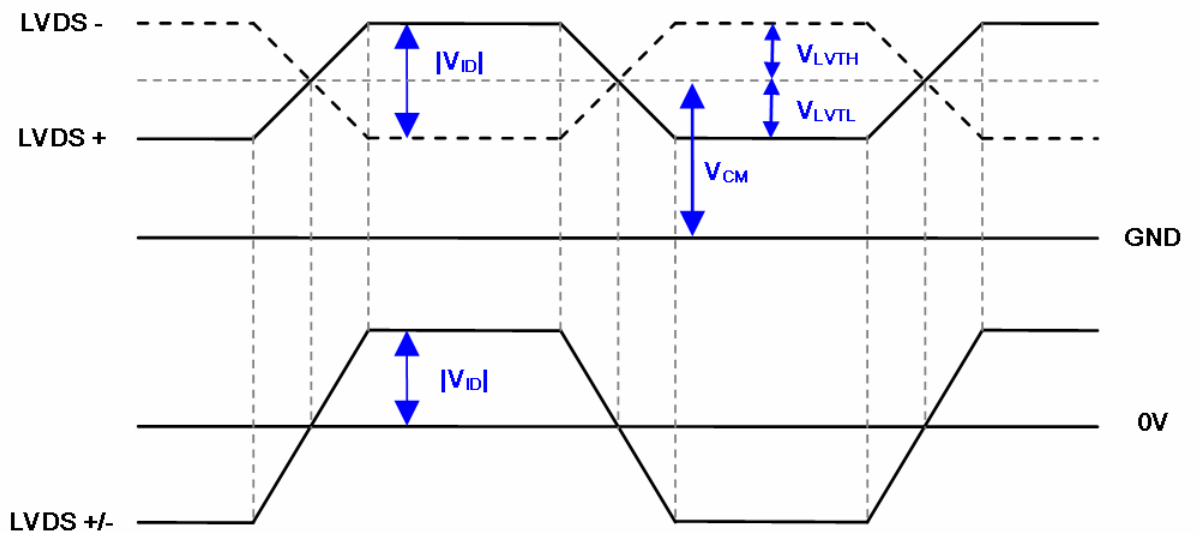 LVDS -
|VID|
VLVTH
LVDS +
VLVTL
VCM
GND
|VID|
0V
LVDS +/-